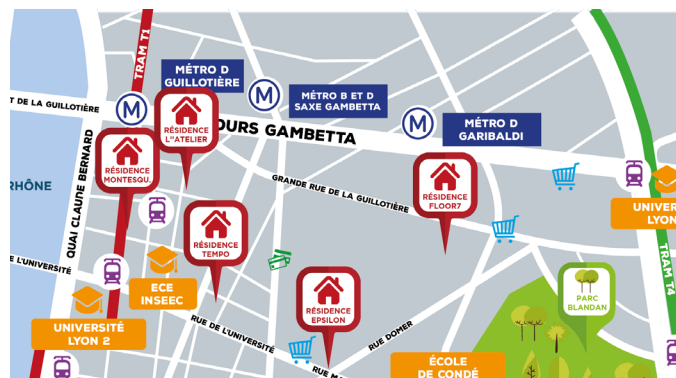 TRAM T1
MÉTRO D
GUILLOTIÈRE
MÉTRO B ET D
SAXE GAMBETTA
MÉTRO D
GARIBALDI
T DE LA GUILLOTIÈRE
M
M
M
OURS GAMBETTA
RÉSIDENCE
L''ATELIER
RÉSIDENCE
MONTESQU.
RHÔNE
QUAI CLAUDE BERNARD
GRANDE RUE DE LA GUILLOTIÈRE
RÉSIDENCE
FLOOR7
UNIVER
LYON
RÉSIDENCE
TEMPO
E L'UNIVERSITÉ
ECE
INSEEC
TRAM T4
RÉSIDENCE
EPSILON
PARC
BLANDAN
UNIVERSITÉ
LYON 2
RUE DE L'UNIVERSITÉ
RUE DOMER
RUE M
ÉCOLE
DE CONDÉ